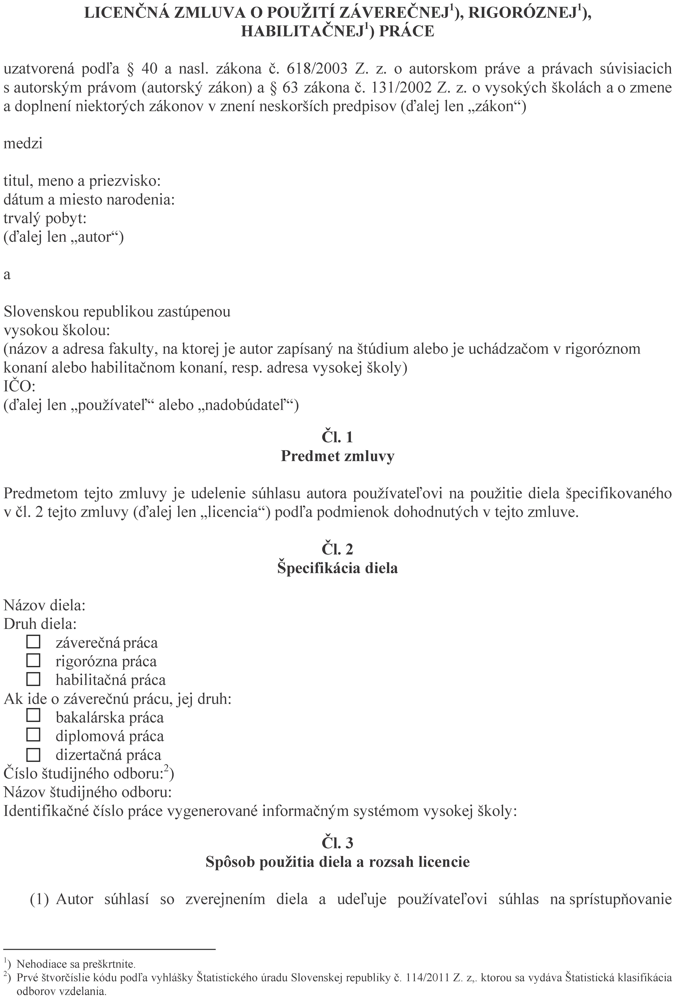 LICENČNÁ ZMLUVA O POUŽITÍ ZÁVEREČNEJ¹), RIGORÓZNEJ¹),
HABILITAČNEJ¹) PRÁCE
uzatvorená podľa § 40 a nasl. zákona č. 618/2003 Z. z. o autorskom práve a právach súvisiacich
s autorským právom (autorský zákon) a § 63 zákona č. 131/2002 Z. z. o vysokých školách a o zmene
a doplnení niektorých zákonov v znení neskorších predpisov (ďalej len „zákon“)
medzi
titul, meno a priezvisko:
dátum a miesto narodenia:
trvalý pobyt:
(ďalej len „autor“)
a
Slovenskou republikou zastúpenou
vysokou školou:
(názov a adresa fakulty, na ktorej je autor zapísaný na štúdium alebo je uchádzačom v rigoróznom
konaní alebo habilitačnom konaní, resp. adresa vysokej školy)
IČO:
(ďalej len „používateľ“ alebo „nadobúdateľ“)
Čl. 1
Predmet zmluvy
Predmetom tejto zmluvy je udelenie súhlasu autora používateľovi na použitie diela špecifikovaného
v čl. 2 tejto zmluvy (ďalej len „licencia“) podľa podmienok dohodnutých v tejto zmluve.
Čl. 2
Špecifikácia diela
Názov diela:
Druh diela:
záverečná práca
rigorózna práca
habilitačná práca
Ak ide o záverečnú prácu, jej druh:
bakalárska práca
diplomová práca
dizertačná práca
Číslo študijného odboru:²)
Názov študijného odboru:
Identifikačné číslo práce vygenerované informačným systémom vysokej školy:
Čl. 3
Spôsob použitia diela a rozsah licencie
(1) Autor súhlasí so zverejnením diela a udeľuje používateľovi súhlas na sprístupňovanie
¹) Nehodiace sa preškrtnite.
²) Prvé štvorčíslie kódu podľa vyhlášky Štatistického úradu Slovenskej republiky č. 114/2011 Z. z,. ktorou sa vydáva Štatistická klasifikácia
odborov vzdelania.